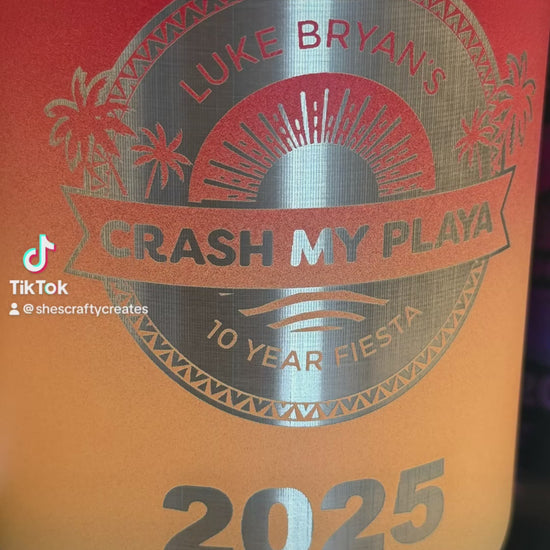 LUKE BRYAN'S
CRASH MY PLAYA
TikTok
@shescraftycreates
10 YEAR FIESTA
2025